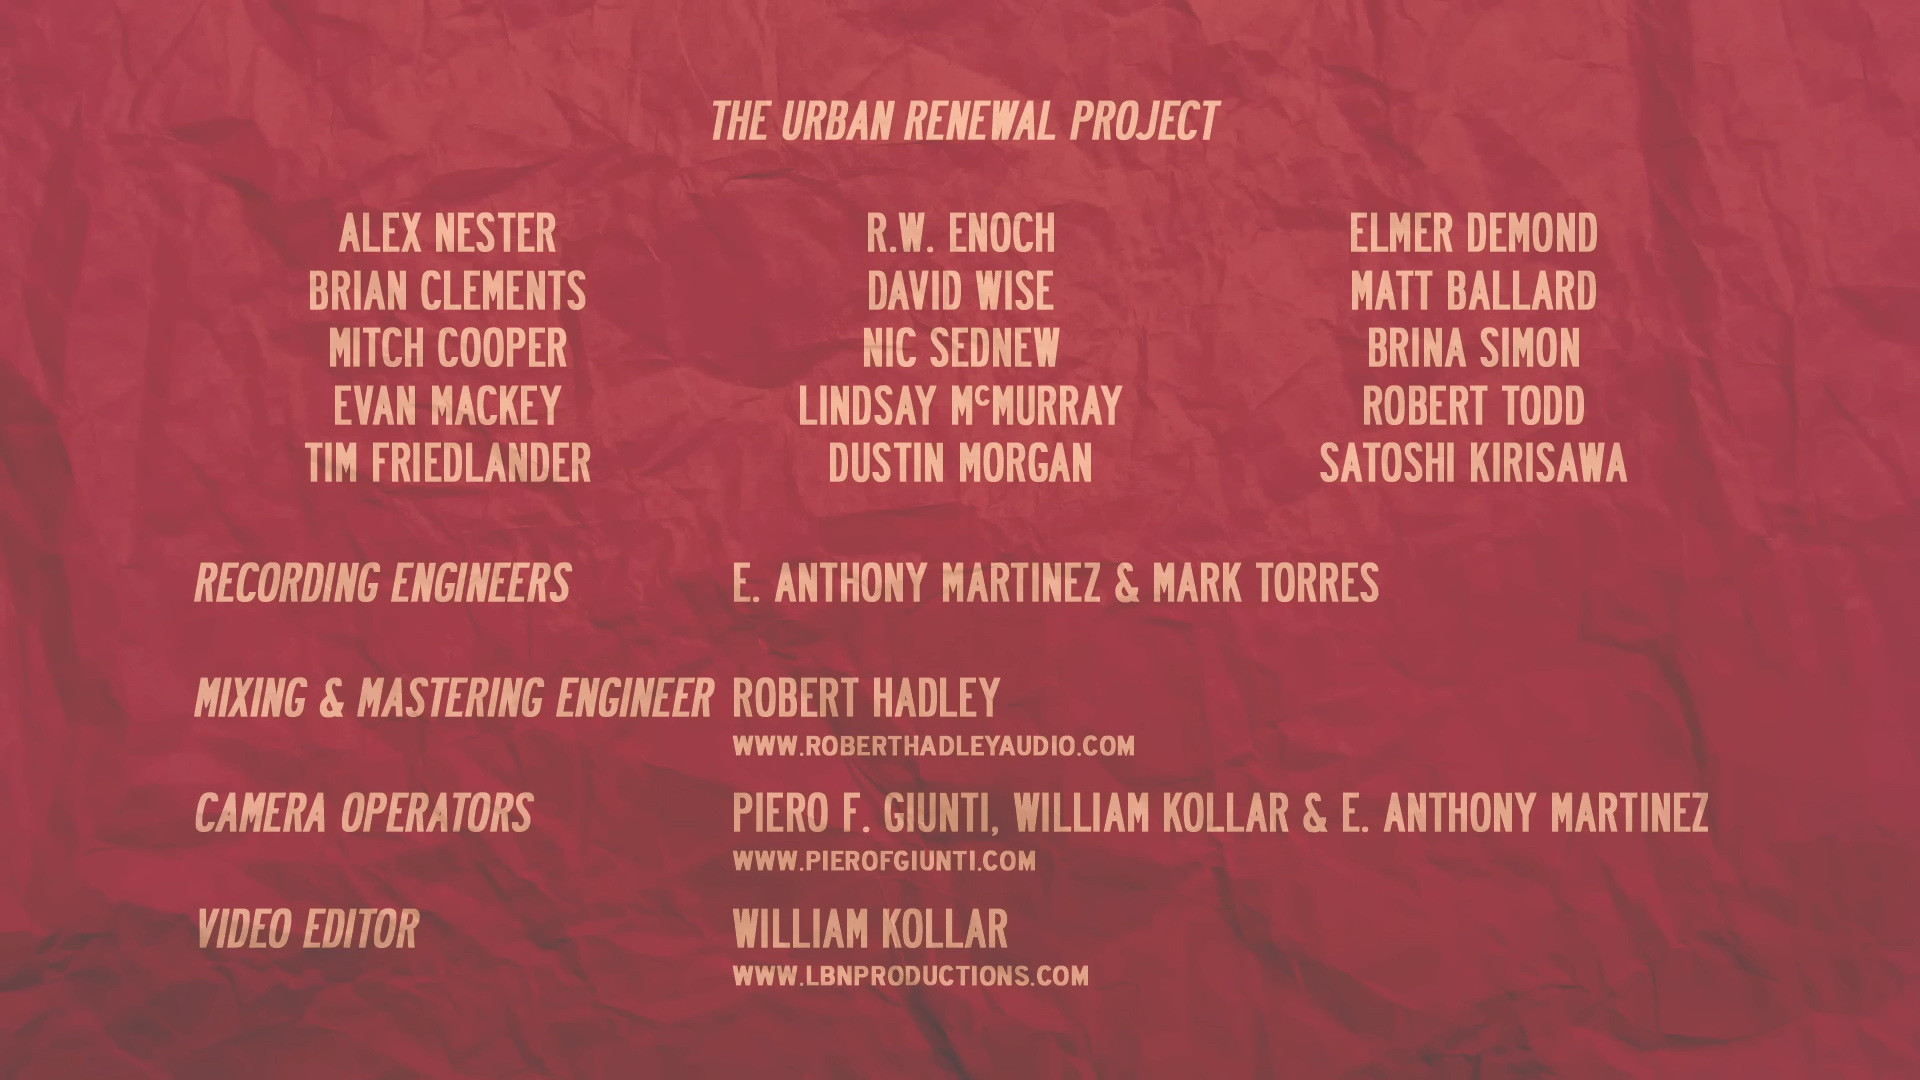 THE URBAN RENEWAL PROJECT
ALEX NESTER
BRIAN CLEMENTS
MITCH COOPER
EVAN MACKEY
TIM FRIEDLANDER
R.W. ENOCH
DAVID WISE
NIC SEDNEW
LINDSAY McMURRAY
DUSTIN MORGAN
ELMER DEMOND
MATT BALLARD
BRINA SIMON
ROBERT TODD
SATOSHI KIRISAWA
RECORDING ENGINEERS E. ANTHONY MARTINEZ & MARK TORRES
MIXING & MASTERING ENGINEER ROBERT HADLEY
WWW.ROBERTHADLEYAUDIO.COM
CAMERA OPERATORS PIERO F. GIUNTI, WILLIAM KOLLAR & E. ANTHONY MARTINEZ
WWW.PIEROFGIUNTI.COM
VIDEO EDITOR WILLIAM KOLLAR
WWW.LBNPRODUCTIONS.COM